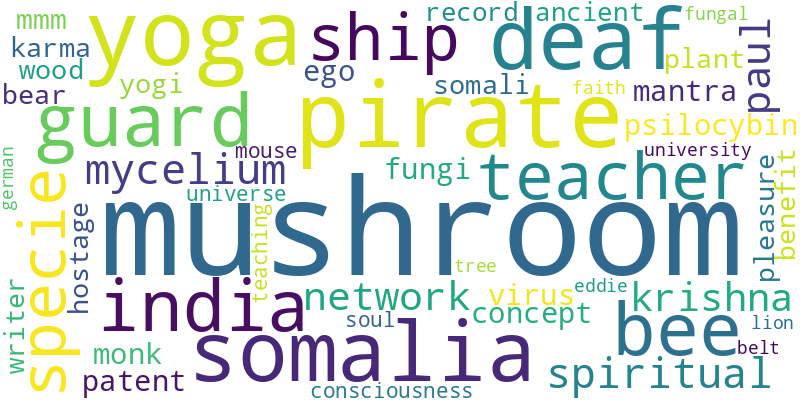 mmm
yoga
ship
record
ancient
fungal
karma
deaf
paul
plant
wood
yogi
ego
somali
faith
bear
guard
pirate
mantra
psilocybin
mouse
university
mycelium
fungi
teacher
german
specie
universe
pleasure
benefit
hostage
mushroom
teaching
tree
india
network
virus
eddie
krishna
writer
concept
soul
bee
lion
monk
somalia
belt
patent
consciousness
spiritual